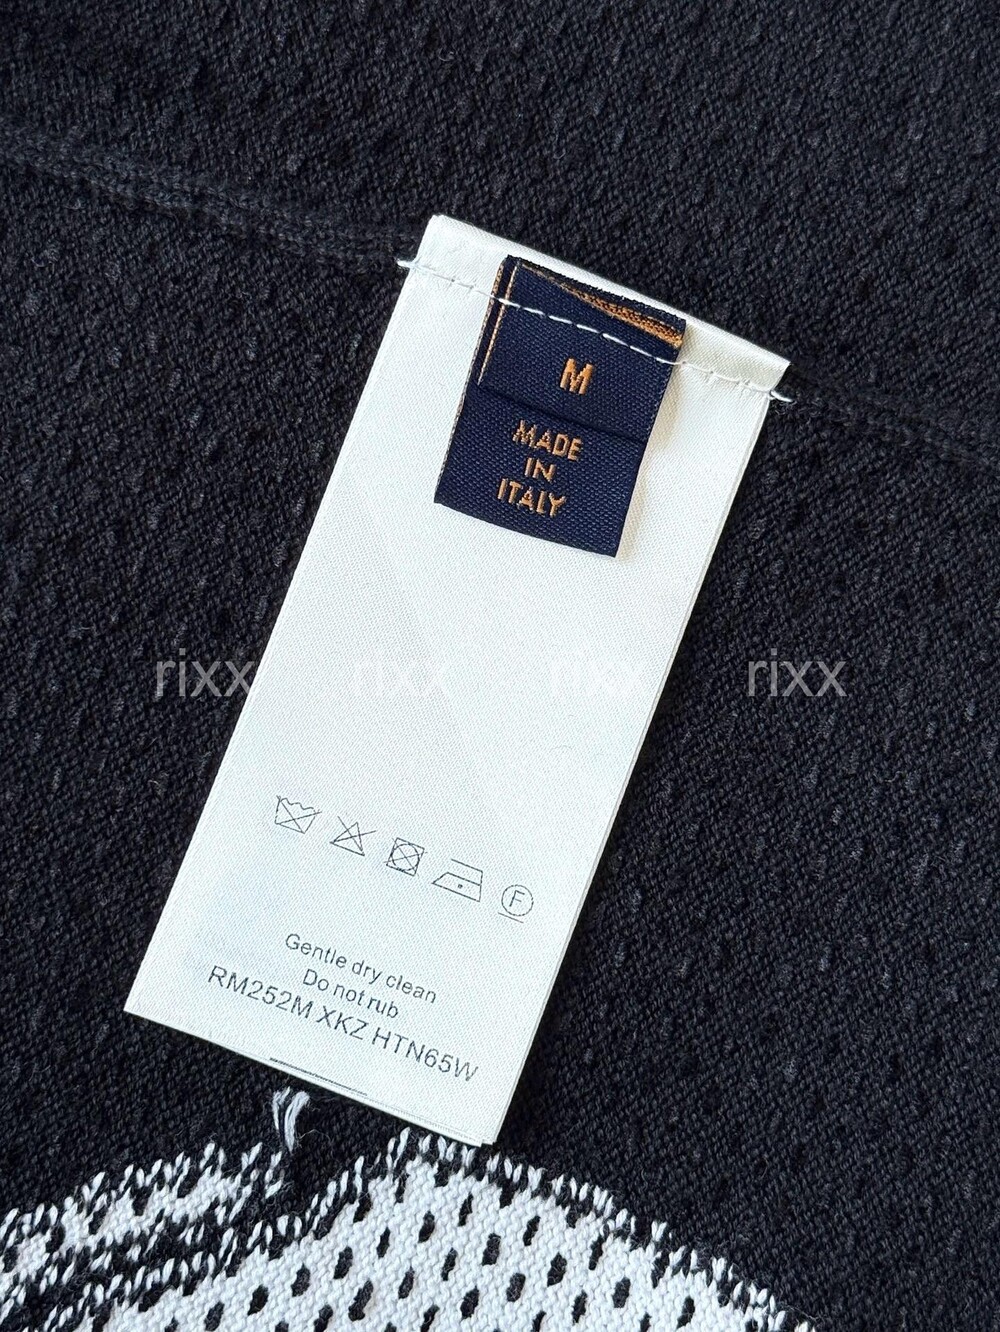 M
MADE
IN
ITALY
rixx rixx rixx rixx
F
Gentle dry clean
Do not rub
RM252M XKZ HTN65W